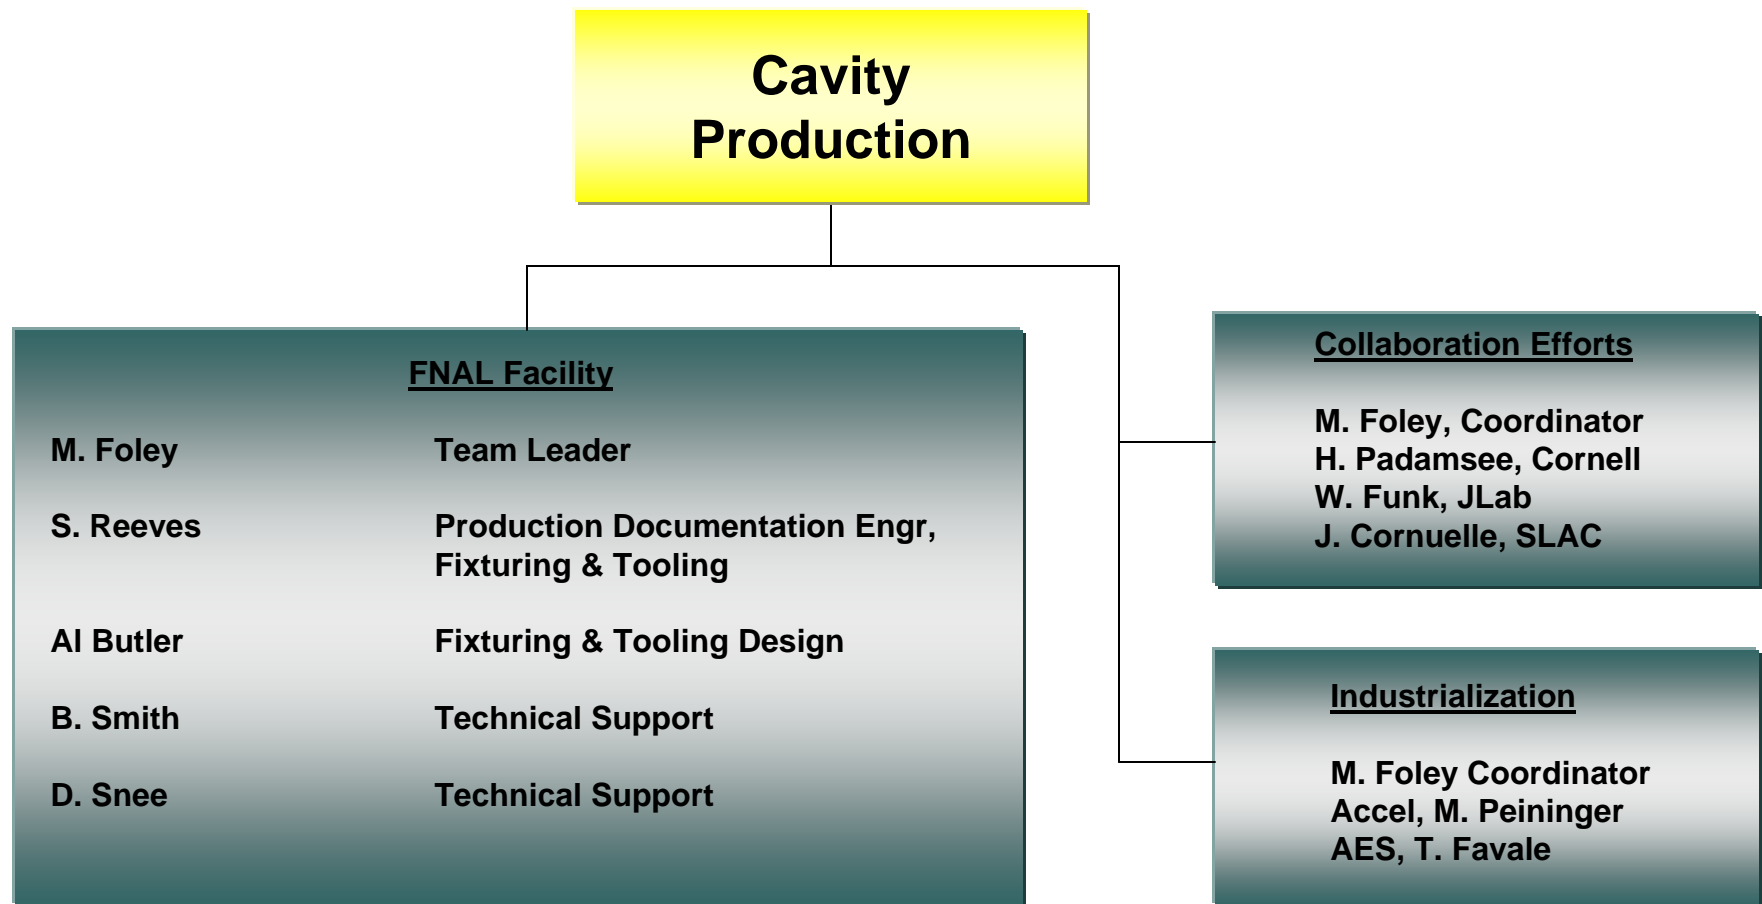 Cavity
Production
FNAL Facility
M. Foley Team Leader
S. Reeves Production Documentation Engr,
Fixturing & Tooling
Al Butler Fixturing & Tooling Design
B. Smith Technical Support
D. Snee Technical Support
Collaboration Efforts
M. Foley, Coordinator
H. Padamsee, Cornell
W. Funk, JLab
J. Cornuelle, SLAC
Industrialization
M. Foley Coordinator
Accel, M. Peininger
AES, T. Favale